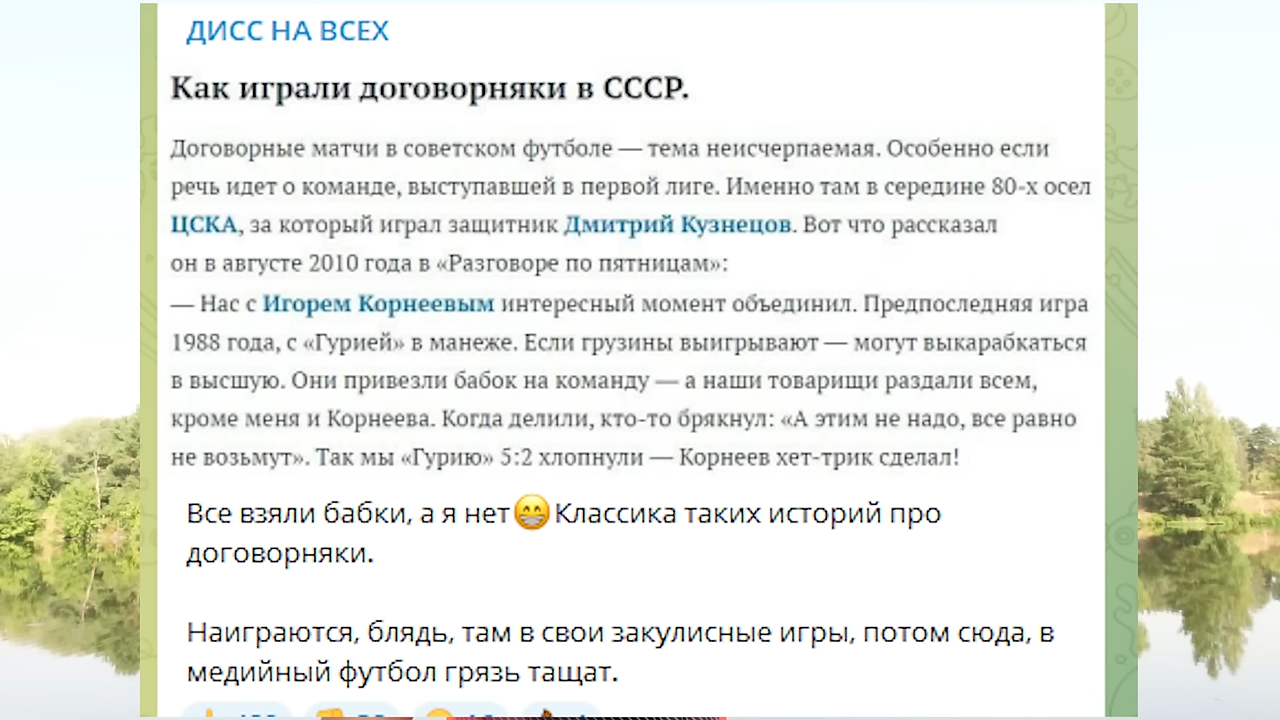 ДИСС НА ВСЕХ
Как играли договорняки в СССР.
Договорные матчи в советском футболе — тема неисчерпаемая. Особенно если
речь идет о команде, выступавшей в первой лиге. Именно там в середине 80-х осел
ЦСКА, за который играл защитник Дмитрий Кузнецов. Вот что рассказал
он в августе 2010 года в «Разговоре по пятницам»:
— Нас с Игорем Корнеевым интересный момент объединил. Предпоследняя игра
1988 года, с «Гурией» в манеже. Если грузины выигрывают — могут выкарабкаться
в высшую. Они привезли бабок на команду — а наши товарищи раздали всем,
кроме меня и Корнеева. Когда делили, кто-то брякнул: «А этим не надо, все равно
не возьмут». Так мы «Гурию» 5:2 хлопнули — Корнеев хет-трик сделал!
Все взяли бабки, а я нет😁Классика таких историй про
договорняки.
Наиграются, блядь, там в свои закулисные игры, потом сюда, в
медийный футбол грязь тащат.